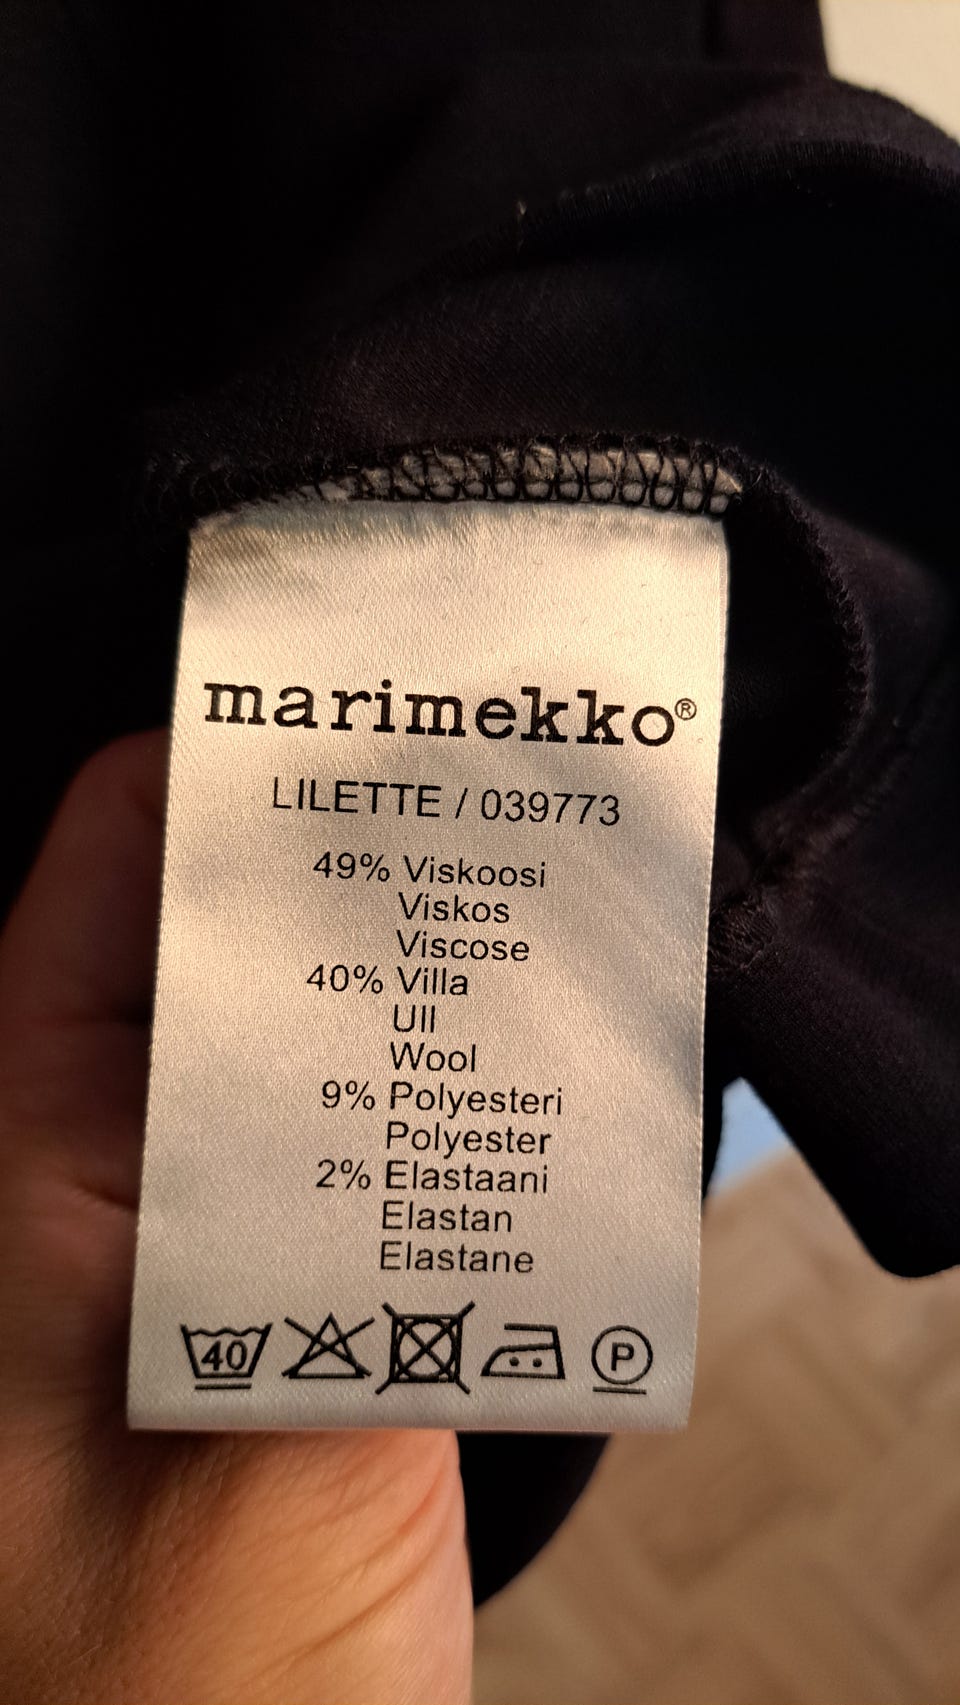 marimekko®
LILETTE / 039773
49% Viskoosi
Viskos
Viscose
40% Villa
Ull
Wool
9% Polyesteri
Polyester
2% Elastaani
Elastan
Elastane
40 P